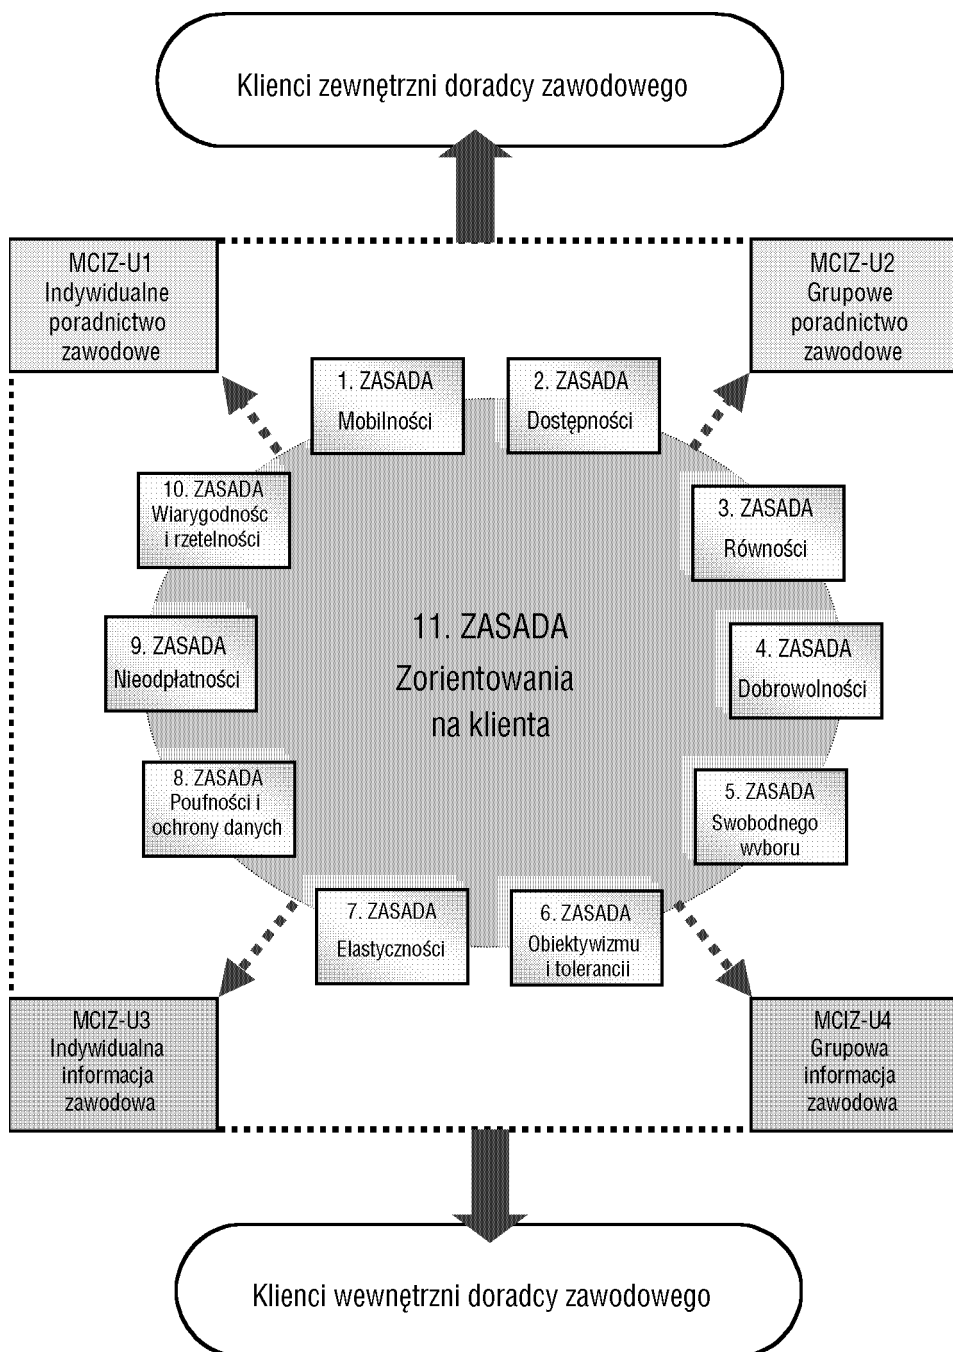 Klienci zewnętrzni doradcy zawodowego
MCIZ-U1
Indywidualne
poradnictwo
zawodowe
MCIZ-U2
Grupowe
poradnictwo
zawodowe
1. ZASADA
Mobilności
2. ZASADA
Dostępności
10. ZASADA
Wiarygodnośc
i rzetelności
3. ZASADA
Równości
11. ZASADA
Zorientowania
na klienta
9. ZASADA
Nieodpłatności
4. ZASADA
Dobrowolności
8. ZASADA
Poufności i
ochrony danych
5. ZASADA
Swobodnego
wyboru
7. ZASADA
Elastyczności
6. ZASADA
Obiektywizmu
i tolerancji
MCIZ-U3
Indywidualna
informacja
zawodowa
MCIZ-U4
Grupowa
informacja
zawodowa
Klienci wewnętrzni doradcy zawodowego